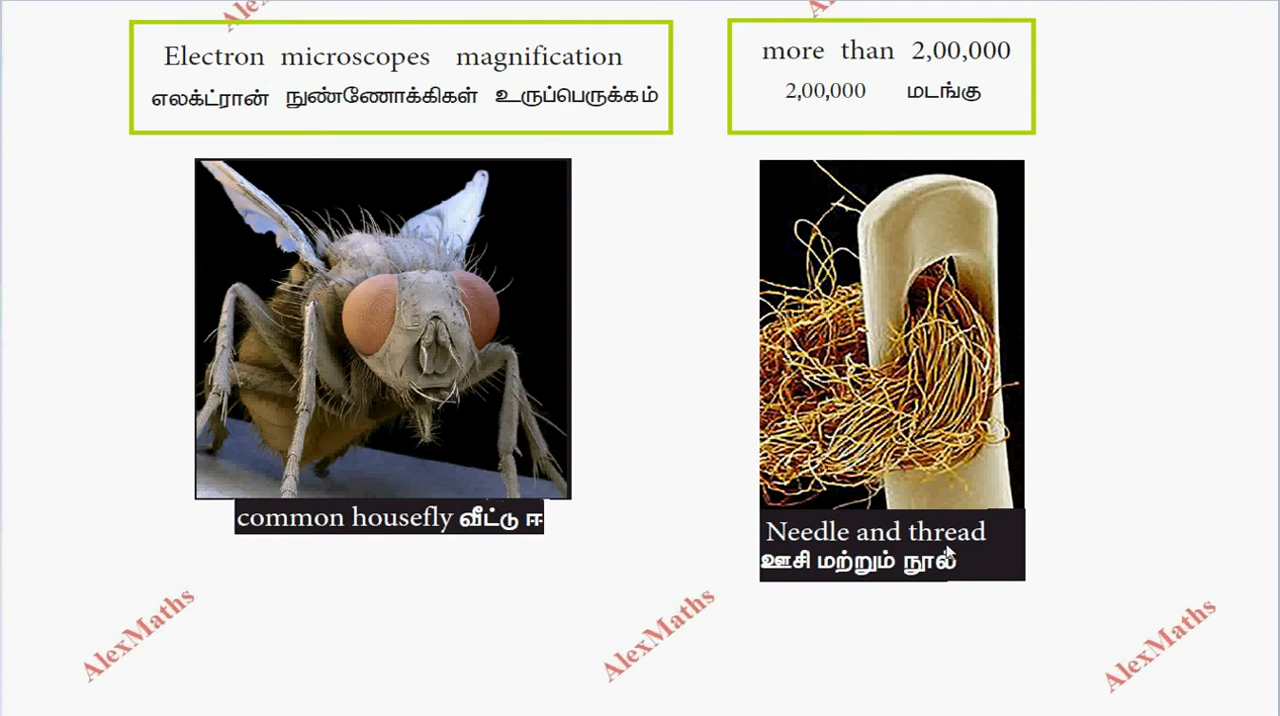 Electron microscopes magnification
எலக்ட்ரான் நுண்ணோக்கிகள் உருப்பெருக்கம்
more than 2,00,000
2,00,000 மடங்கு
common housefly வீட்டு ஈ
Needle and thread
ஊசி மற்றும் நூல்
AlexMaths
AlexMaths
AlexMaths